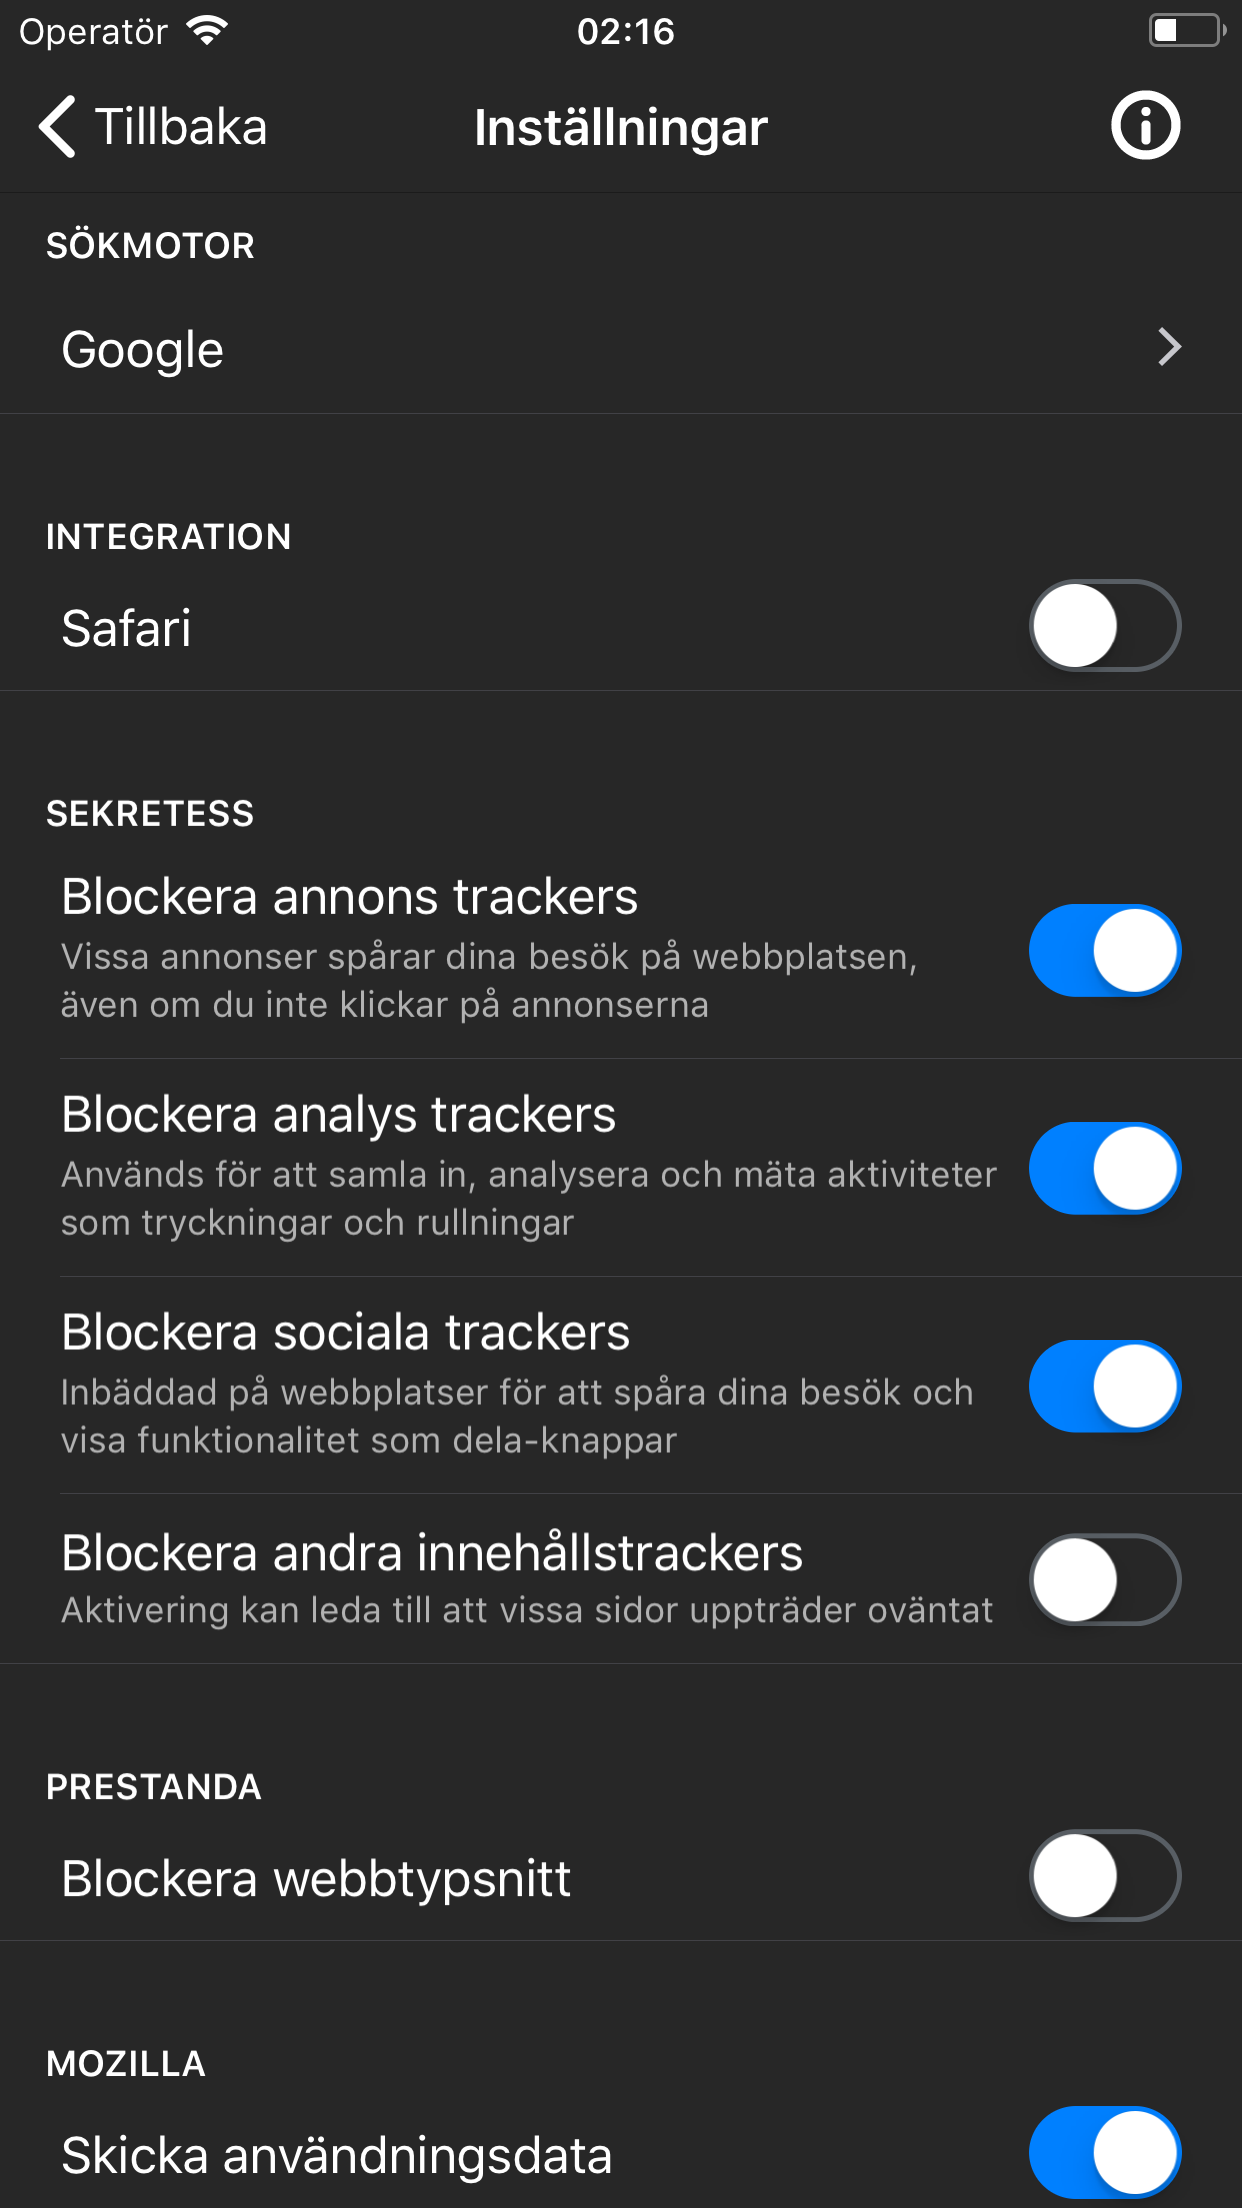 Operatör 02:16
Tillbaka Inställningar
SÖKMOTOR
Google
INTEGRATION
Safari
SEKRETESS
Blockera annons trackers
Vissa annonser spårar dina besök på webbplatsen,
även om du inte klickar på annonserna
Blockera analys trackers
Används för att samla in, analysera och mäta aktiviteter
som tryckningar och rullningar
Blockera sociala trackers
Inbäddad på webbplatser för att spåra dina besök och
visa funktionalitet som dela-knappar
Blockera andra innehållstrackers
Aktivering kan leda till att vissa sidor uppträder oväntat
PRESTANDA
Blockera webbtypsnitt
MOZILLA
Skicka användningsdata